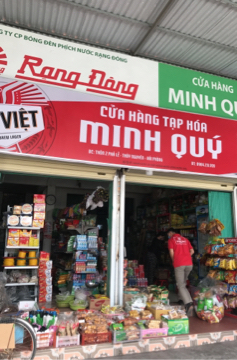 TY CP BÓNG ĐÈN PHÍCH NƯỚC RẠNG ĐÔNG
Rạng Đông
CỬA HÀNG
MINH QU
VIỆT
CỬA HÀNG TẠP HÓA
MINH QUÝ